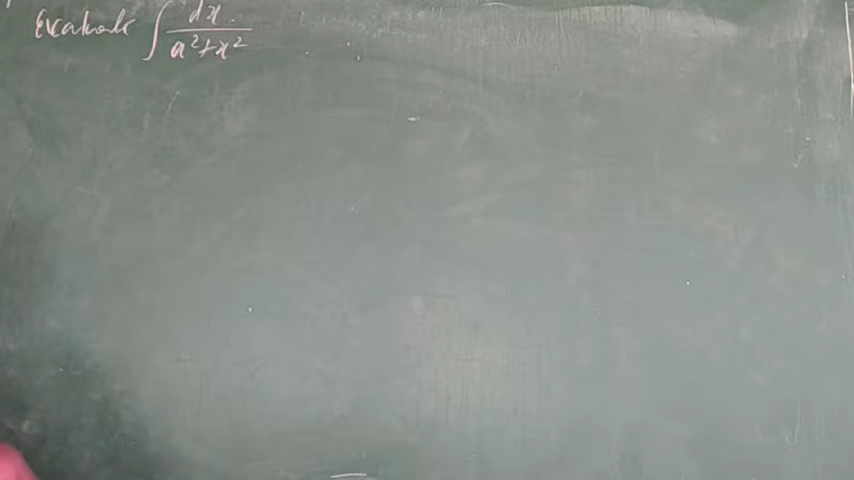 Evaluate ∫ dx / a²+x²